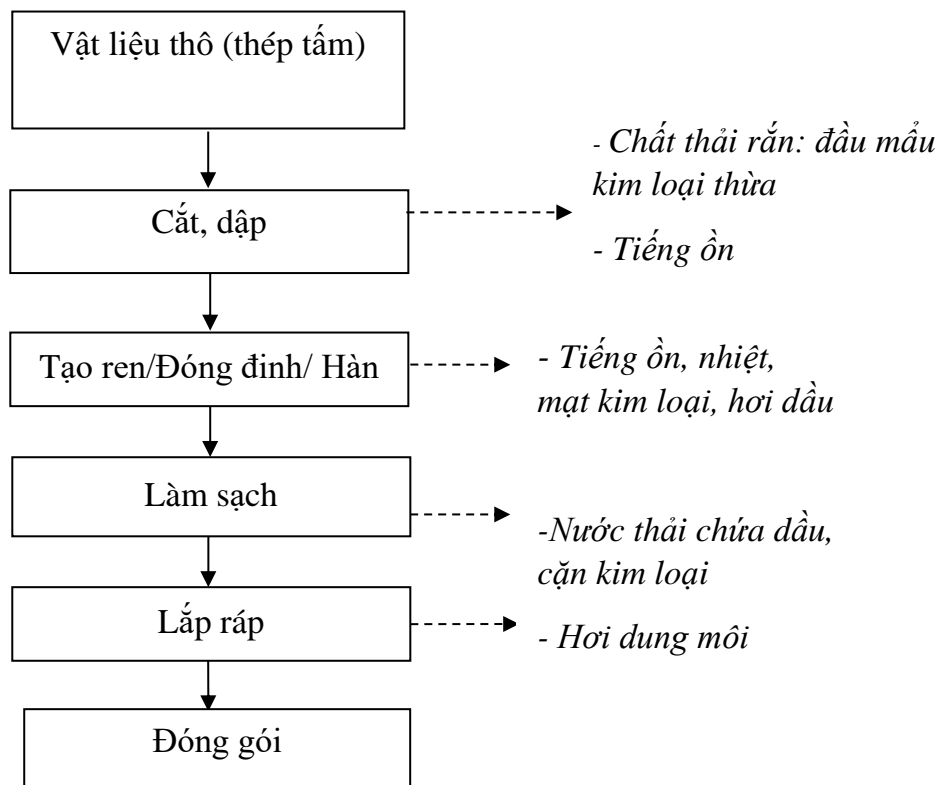 Vật liệu thô (thép tấm)
- Chất thải rắn: đầu mẩu
kim loại thừa
Cắt, dập
- Tiếng ồn
Tạo ren/Đóng đinh/ Hàn
- Tiếng ồn, nhiệt,
mạt kim loại, hơi dầu
Làm sạch
-Nước thải chứa dầu,
cặn kim loại
Lắp ráp
- Hơi dung môi
Đóng gói